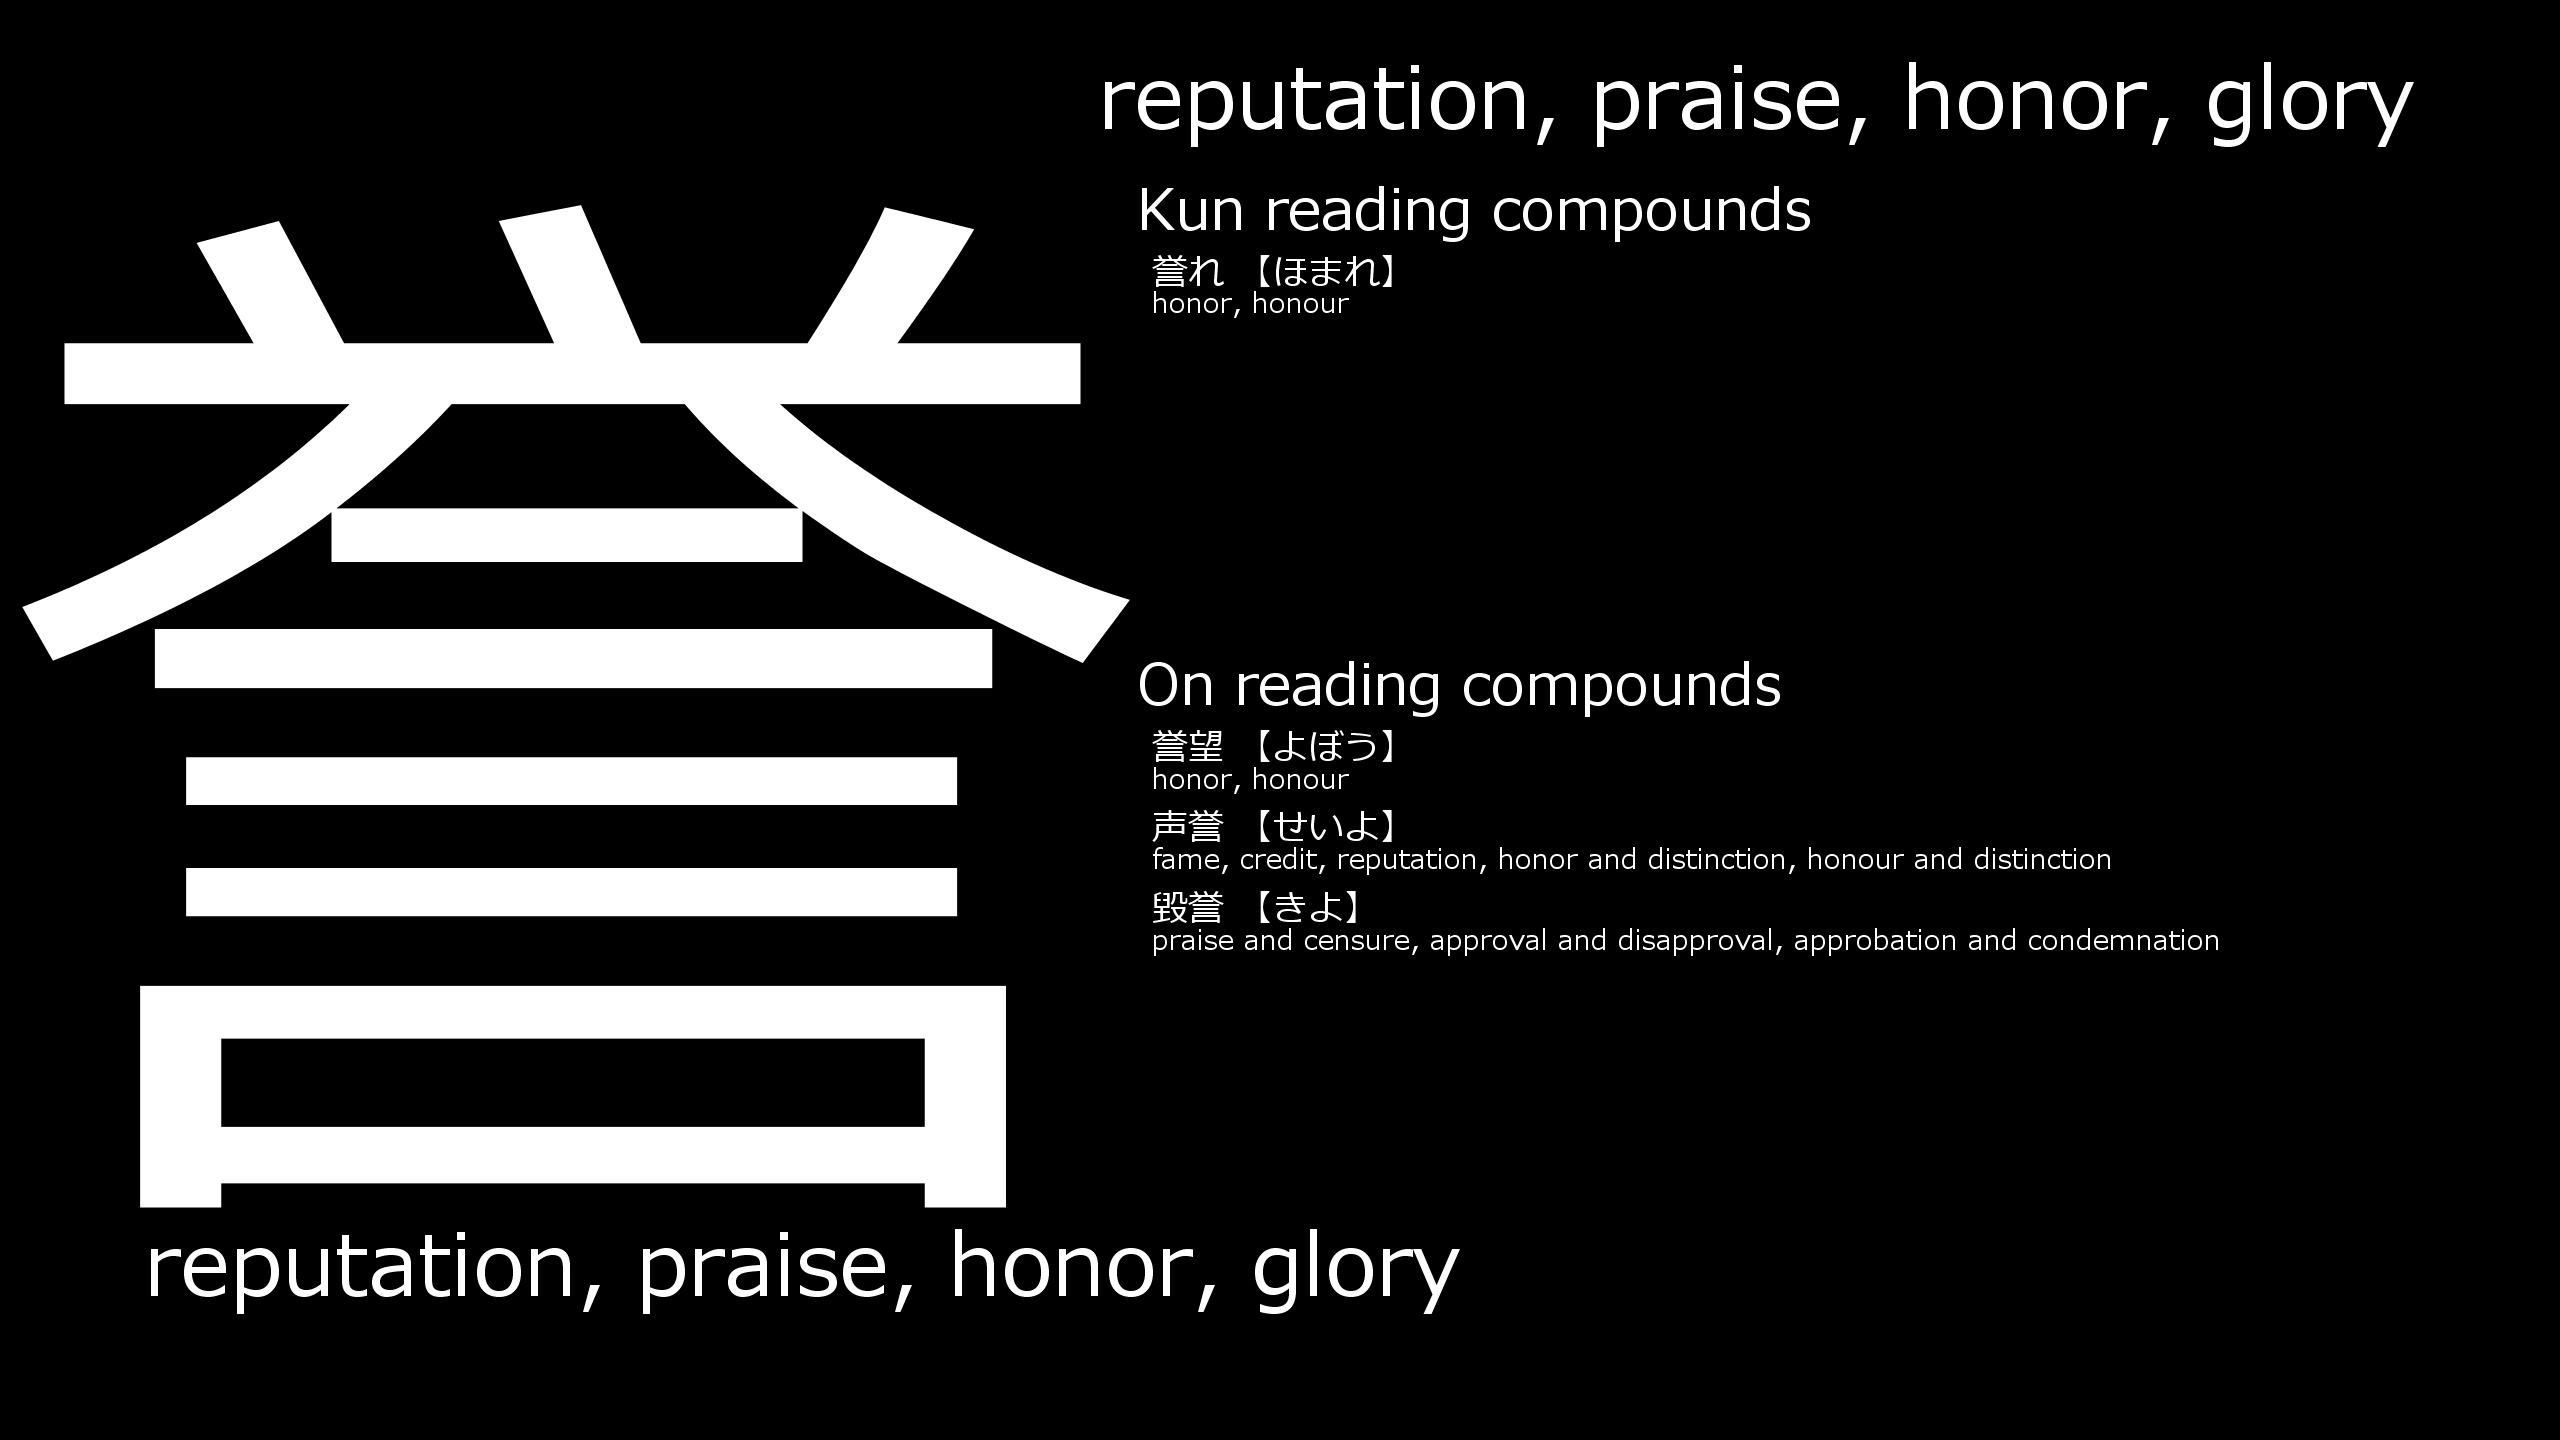 誉
reputation, praise, honor, glory
Kun reading compounds
誉れ 【ほまれ】
honor, honour
On reading compounds
誉望 【よぼう】
honor, honour
声誉 【せいよ】
fame, credit, reputation, honor and distinction, honour and distinction
毀誉 【きよ】
praise and censure, approval and disapproval, approbation and condemnation
reputation, praise, honor, glory